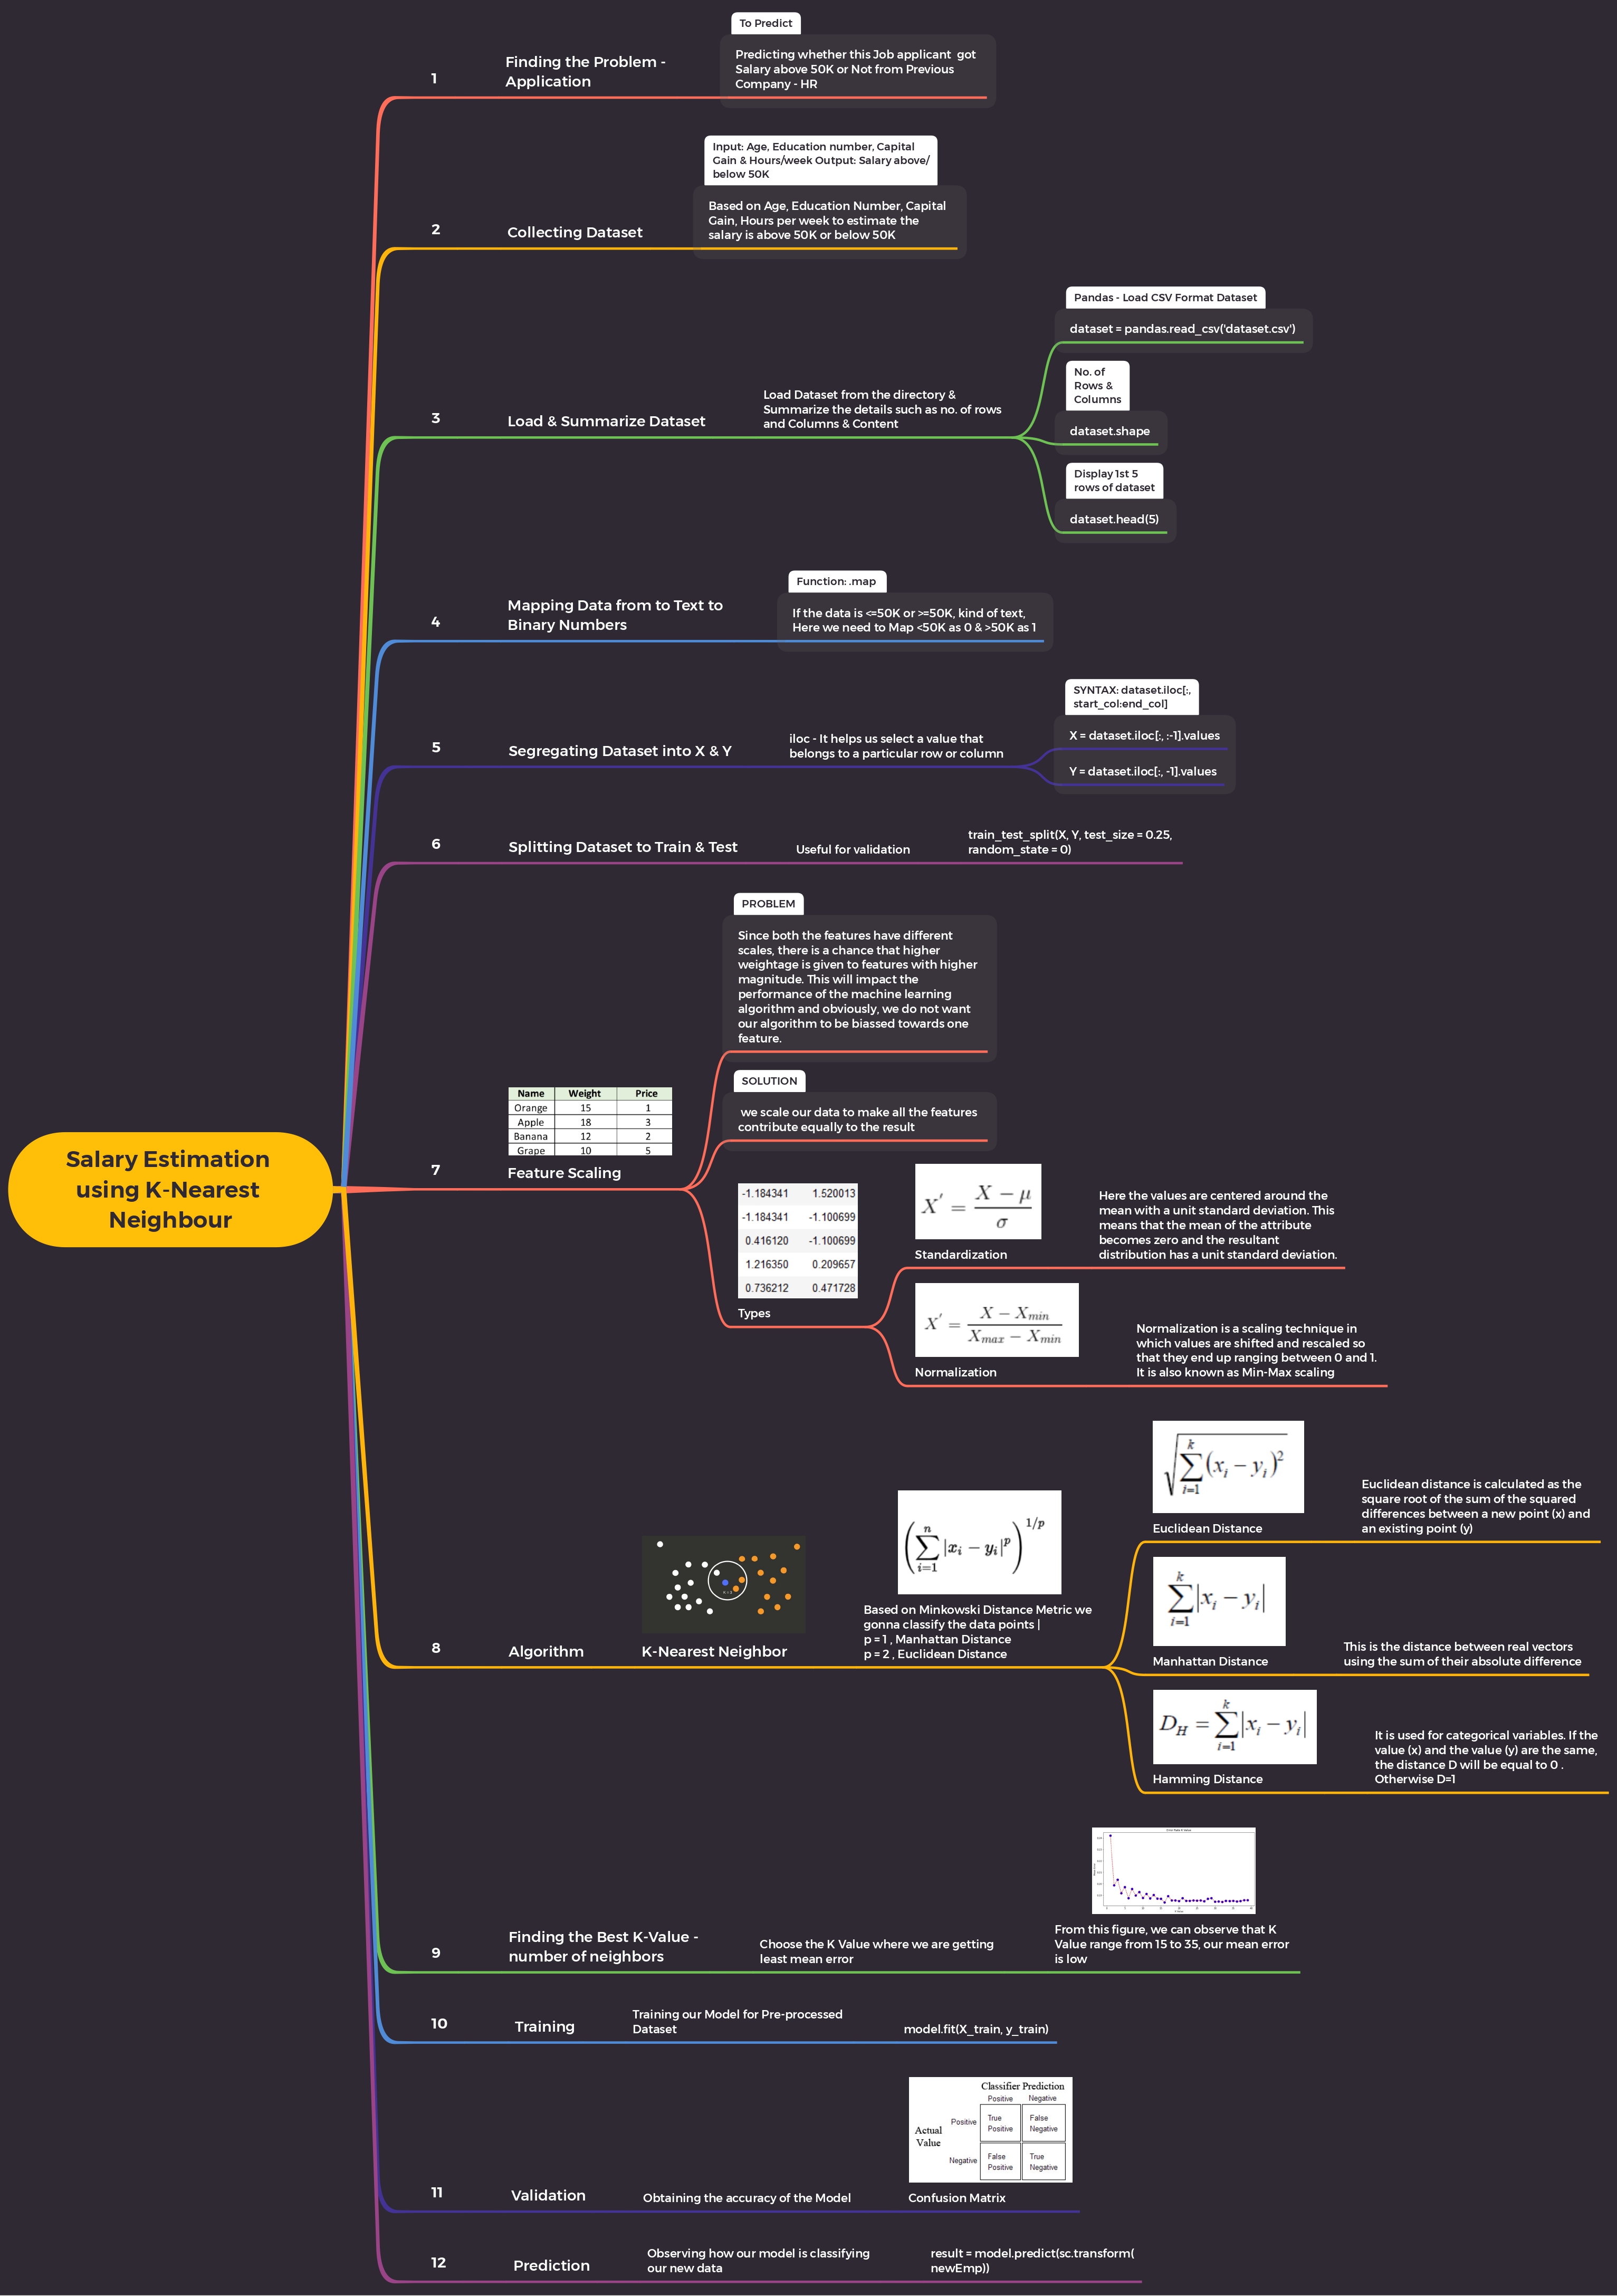 Salary Estimation
using K-Nearest
Neighbour
1
Finding the Problem -
Application
To Predict
Predicting whether this Job applicant got
Salary above 50K or Not from Previous
Company - HR
2
Collecting Dataset
Input: Age, Education number, Capital
Gain & Hours/week Output: Salary above/
below 50K
Based on Age, Education Number, Capital
Gain, Hours per week to estimate the
salary is above 50K or below 50K
3
Load & Summarize Dataset
Load Dataset from the directory &
Summarize the details such as no. of rows
and Columns & Content
Pandas - Load CSV Format Dataset
dataset = pandas.read_csv('dataset.csv')
No. of
Rows &
Columns
dataset.shape
Display 1st 5
rows of dataset
dataset.head(5)
4
Mapping Data from to Text to
Binary Numbers
Function: .map
If the data is <=50K or >=50K, kind of text,
Here we need to Map <50K as 0 & >50K as 1
5
Segregating Dataset into X & Y
iloc - It helps us select a value that
belongs to a particular row or column
SYNTAX: dataset.iloc[:,
start_col:end_col]
X = dataset.iloc[:, :-1].values
Y = dataset.iloc[:, -1].values
6
Splitting Dataset to Train & Test
Useful for validation
train_test_split(X, Y, test_size = 0.25,
random_state = 0)
7
Name Weight Price
Orange 15 1
Apple 18 3
Banana 12 2
Grape 10 5
Feature Scaling
PROBLEM
Since both the features have different
scales, there is a chance that higher
weightage is given to features with higher
magnitude. This will impact the
performance of the machine learning
algorithm and obviously, we do not want
our algorithm to be biassed towards one
feature.
SOLUTION
we scale our data to make all the features
contribute equally to the result
-1.184341 1.520013
-1.184341 -1.100699
0.416120 -1.100699
1.216350 0.209657
0.736212 0.471728
Types
X' = (X − μ) / σ
Standardization
Here the values are centered around the
mean with a unit standard deviation. This
means that the mean of the attribute
becomes zero and the resultant
distribution has a unit standard deviation.
X' = (X − Xmin) / (Xmax − Xmin)
Normalization
Normalization is a scaling technique in
which values are shifted and rescaled so
that they end up ranging between 0 and 1.
It is also known as Min-Max scaling
8
Algorithm
K-Nearest Neighbor
(∑ i=1 n |xi − yi|^p)^1/p
Based on Minkowski Distance Metric we
gonna classify the data points |
p = 1 , Manhattan Distance
p = 2 , Euclidean Distance
√ ∑ i=1 k (xi − yi)²
Euclidean Distance
Euclidean distance is calculated as the
square root of the sum of the squared
differences between a new point (x) and
an existing point (y)
∑ i=1 k |xi − yi|
Manhattan Distance
This is the distance between real vectors
using the sum of their absolute difference
DH = ∑ i=1 k |xi − yi|
Hamming Distance
It is used for categorical variables. If the
value (x) and the value (y) are the same,
the distance D will be equal to 0 .
Otherwise D=1
9
Finding the Best K-Value -
number of neighbors
Choose the K Value where we are getting
least mean error
From this figure, we can observe that K
Value range from 15 to 35, our mean error
is low
10
Training
Training our Model for Pre-processed
Dataset
model.fit(X_train, y_train)
11
Validation
Obtaining the accuracy of the Model
Classifier Prediction
Positive Negative
Actual
Value
Positive
True
Positive
False
Negative
Negative
False
Positive
True
Negative
Confusion Matrix
12
Prediction
Observing how our model is classifying
our new data
result = model.predict(sc.transform(
newEmp))